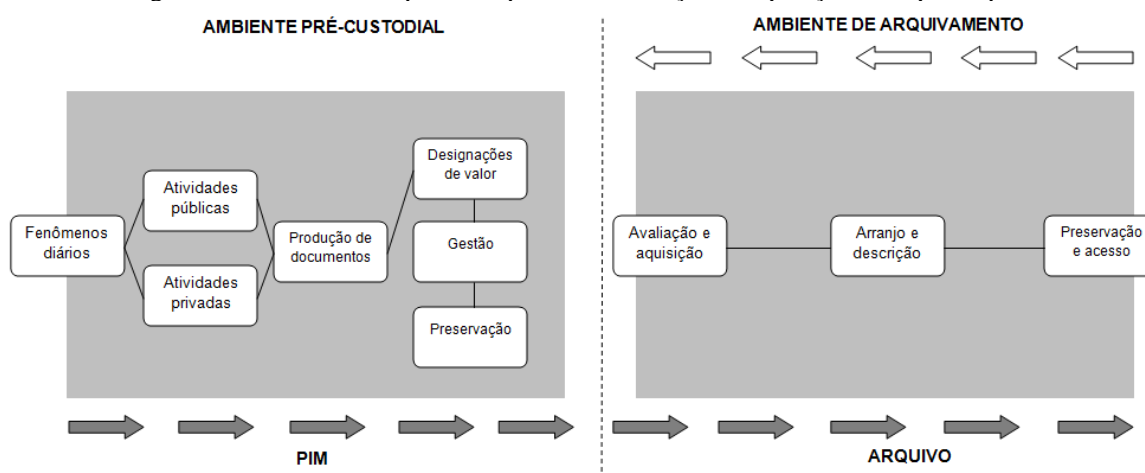 AMBIENTE PRÉ-CUSTODIAL
AMBIENTE DE ARQUIVAMENTO
Fenômenos
diários
Atividades
públicas
Atividades
privadas
Produção de
documentos
Designações
de valor
Gestão
Preservação
Avaliação e
aquisição
Arranjo e
descrição
Preservação
e acesso
PIM
ARQUIVO